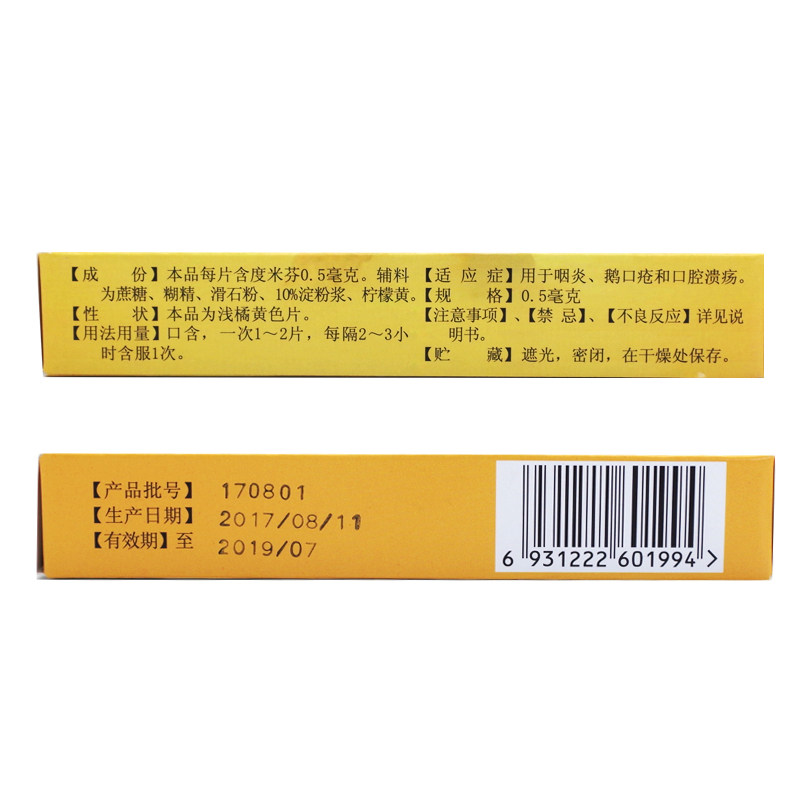 【成　份】本品每片含度米芬0.5毫克。辅料
为蔗糖、糊精、滑石粉、10%淀粉浆、柠檬黄。
【性　状】本品为浅橘黄色片。
【用法用量】口含，一次1～2片，每隔2～3小
时含服1次。
【适 应 症】用于咽炎、鹅口疮和口腔溃疡。
【规　格】0.5毫克
【注意事项】、【禁 忌】、【不良反应】详见说
明书。
【贮　藏】遮光，密闭，在干燥处保存。
【产品批号】 170801
【生产日期】 2017/08/11
【有效期】至 2019/07
6 931222 601994 >